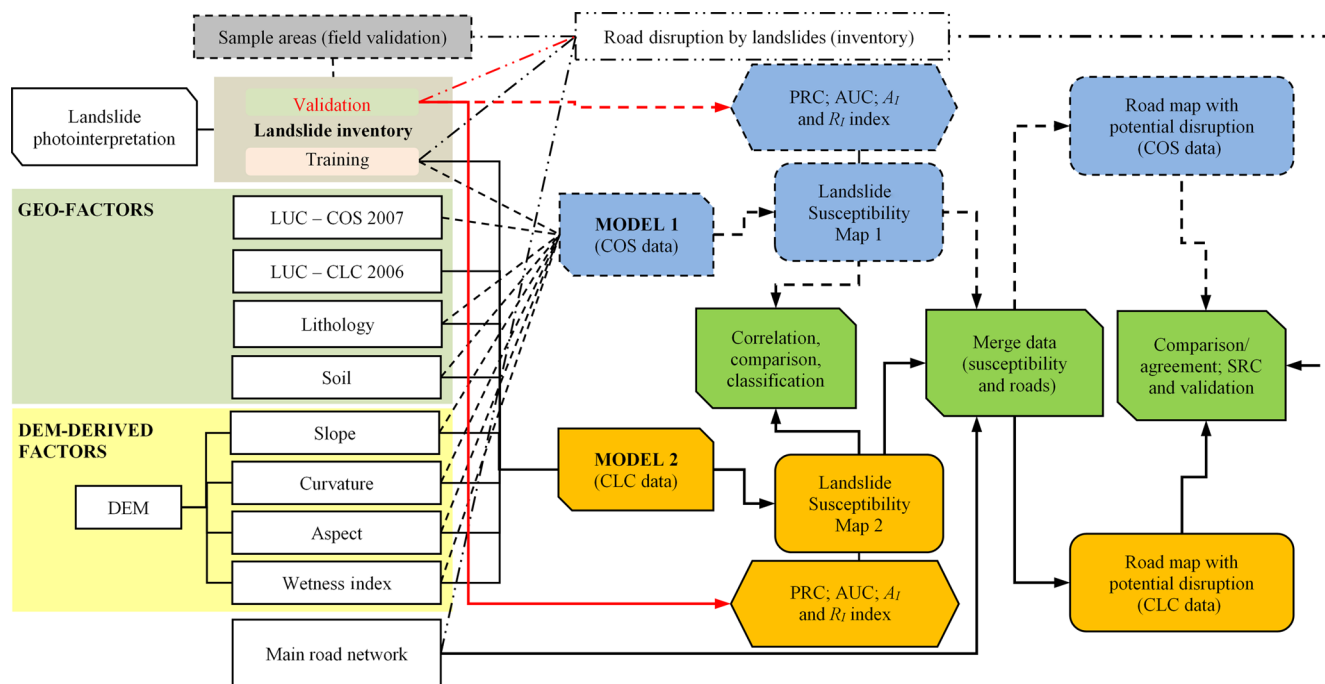 Sample areas (field validation)
Road disruption by landslides (inventory)
Landslide
photointerpretation
Validation
Landslide inventory
Training
PRC; AUC; A_I
and R_I index
Road map with
potential disruption
(COS data)
GEO-FACTORS
LUC – COS 2007
LUC – CLC 2006
Lithology
Soil
MODEL 1
(COS data)
Landslide
Susceptibility
Map 1
Correlation,
comparison,
classification
Merge data
(susceptibility
and roads)
Comparison/
agreement; SRC
and validation
DEM-DERIVED
FACTORS
DEM
Slope
Curvature
Aspect
Wetness index
MODEL 2
(CLC data)
Landslide
Susceptibility
Map 2
PRC; AUC; A_I
and R_I index
Road map with
potential disruption
(CLC data)
Main road network